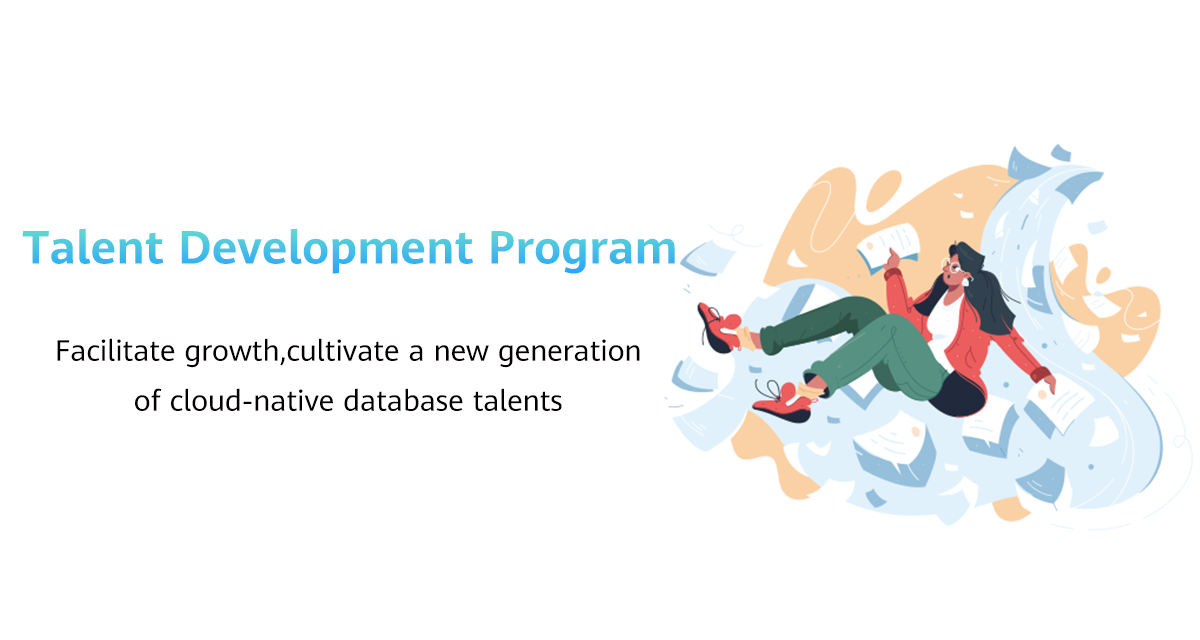 Talent Development Program
Facilitate growth,cultivate a new generation
of cloud-native database talents